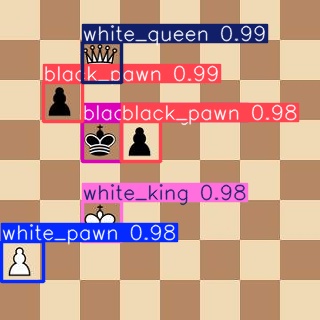 white_queen 0.99
black_pawn 0.99
blac
black_pawn 0.98
white_king 0.98
white_pawn 0.98